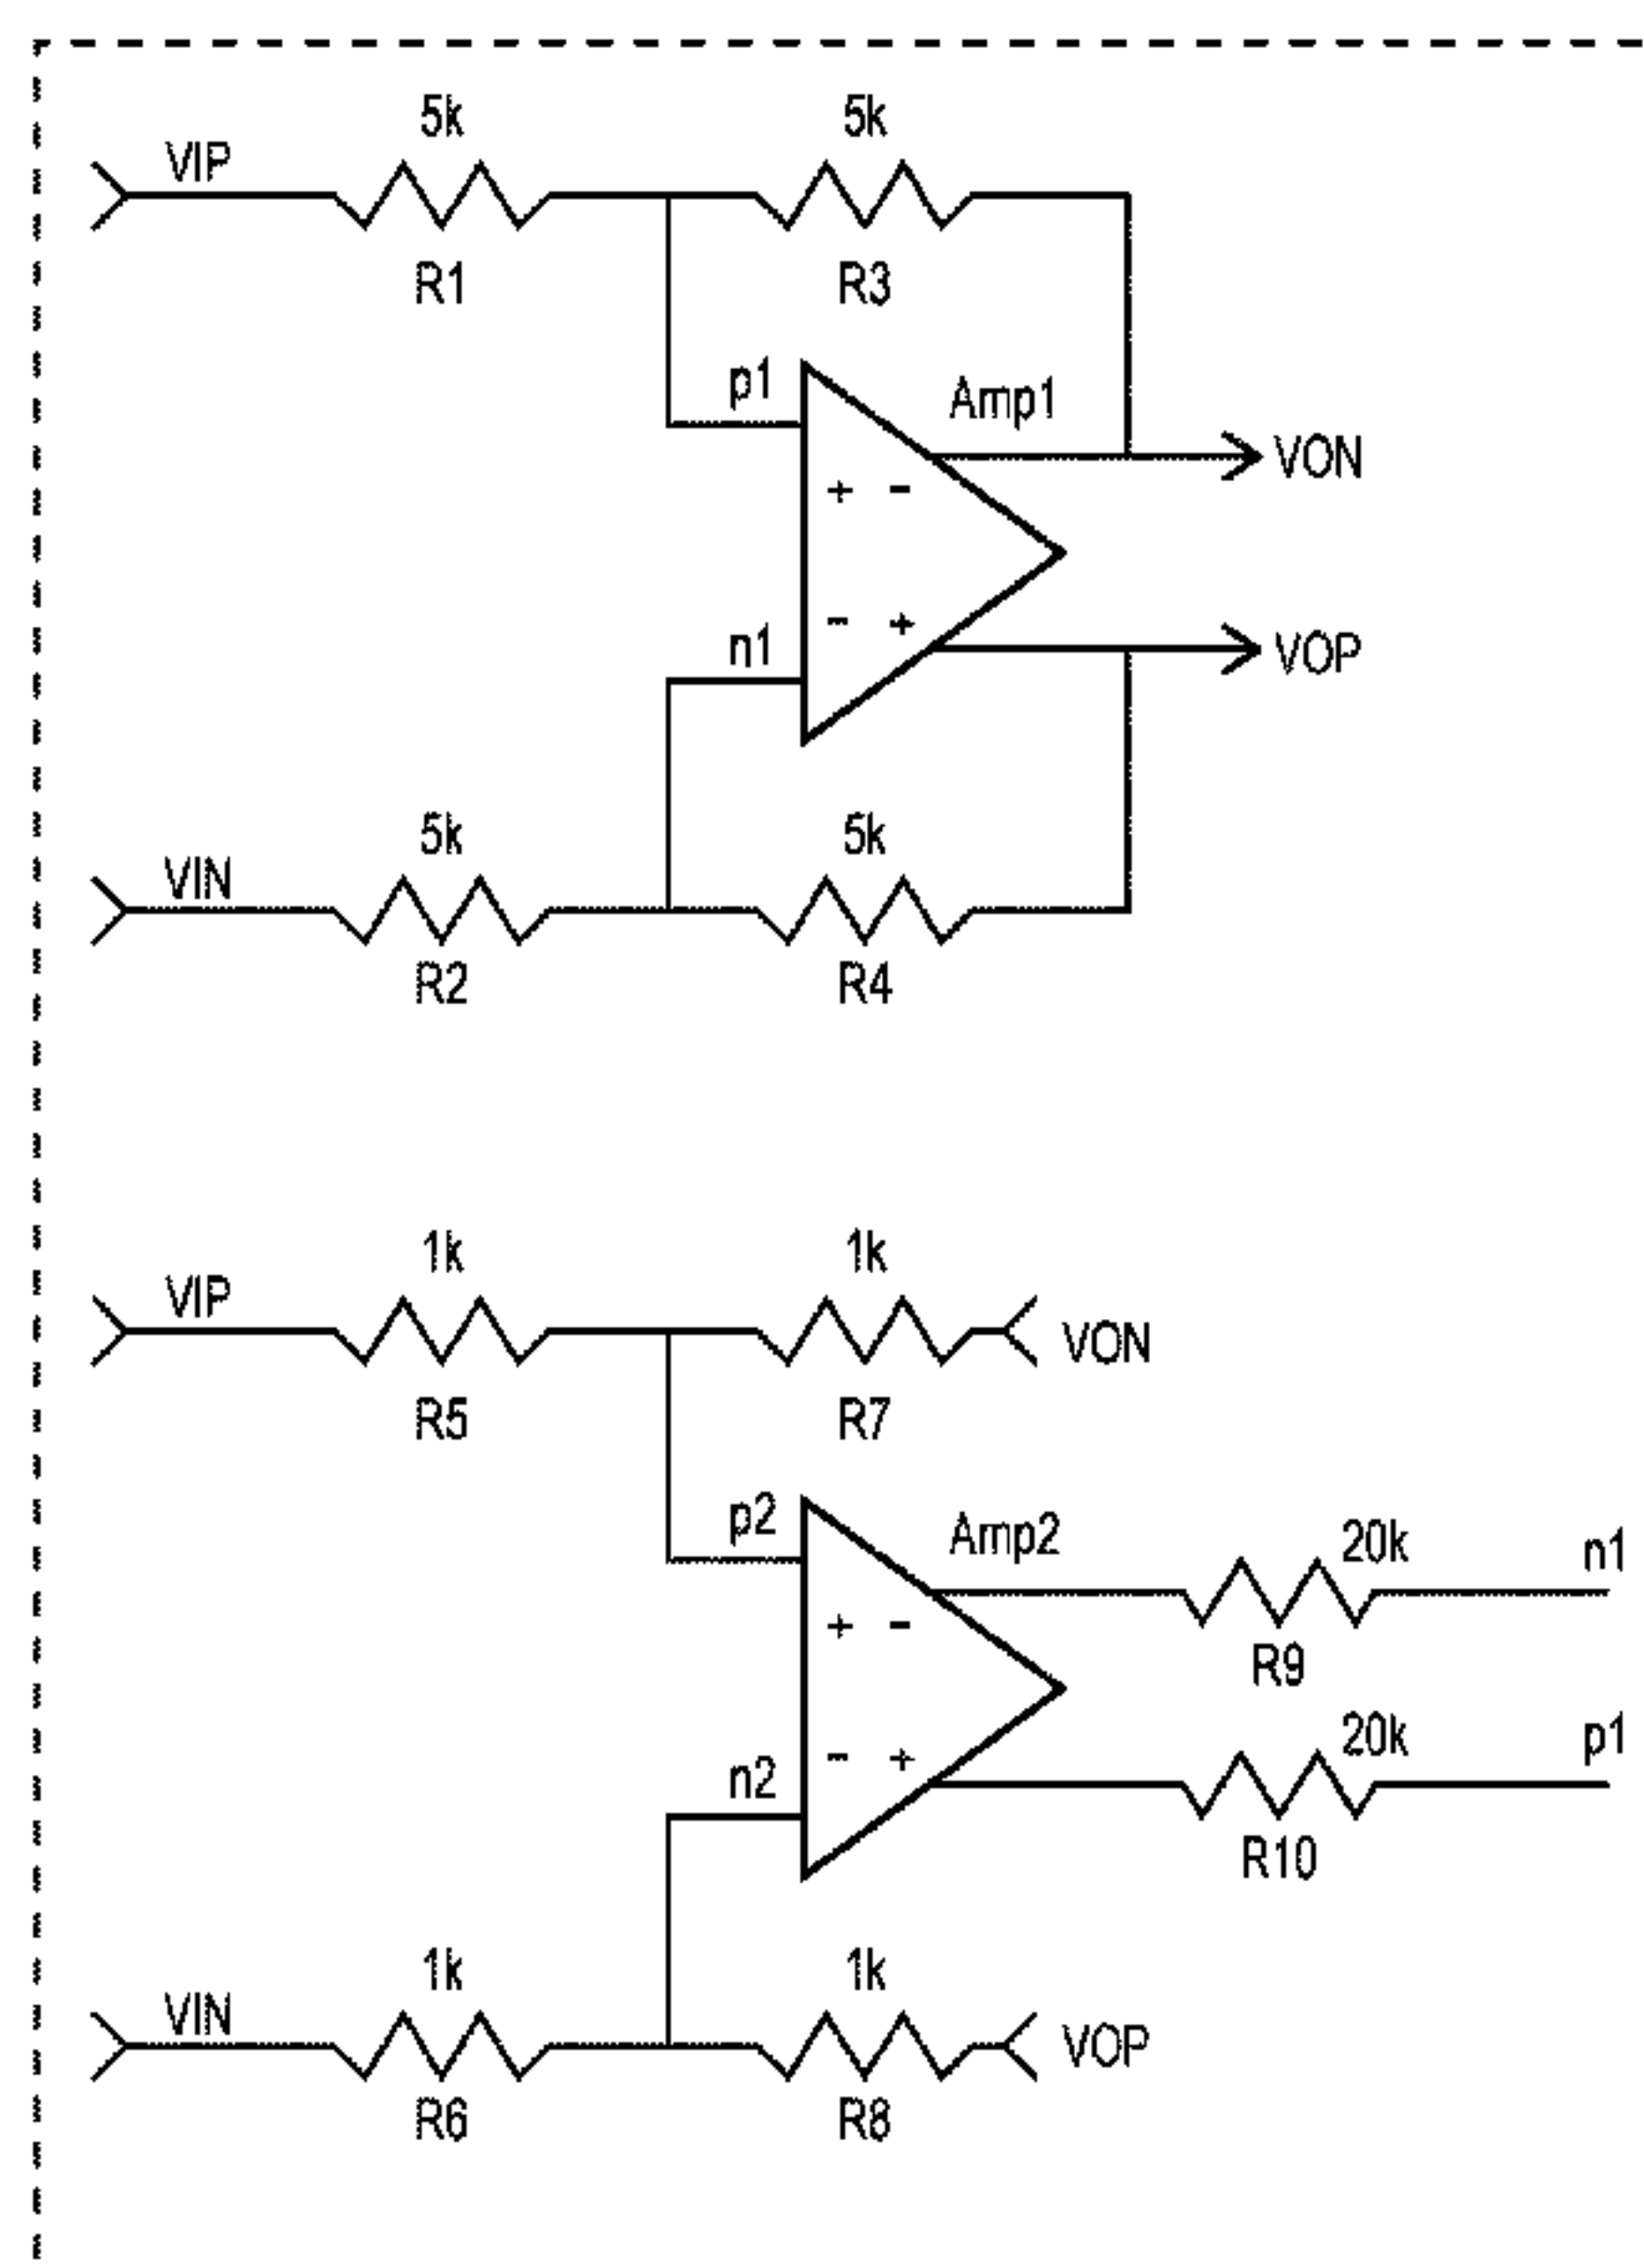 5k 5k
VIP
R1 R3
p1 Amp1
VON
+ -
- +
n1
VOP
5k 5k
VIN
R2 R4
1k 1k
VIP
VON
R5 R7
p2 Amp2 20k n1
+ -
R9
20k p1
- +
n2
R10
1k 1k
VIN
VOP
R6 R8